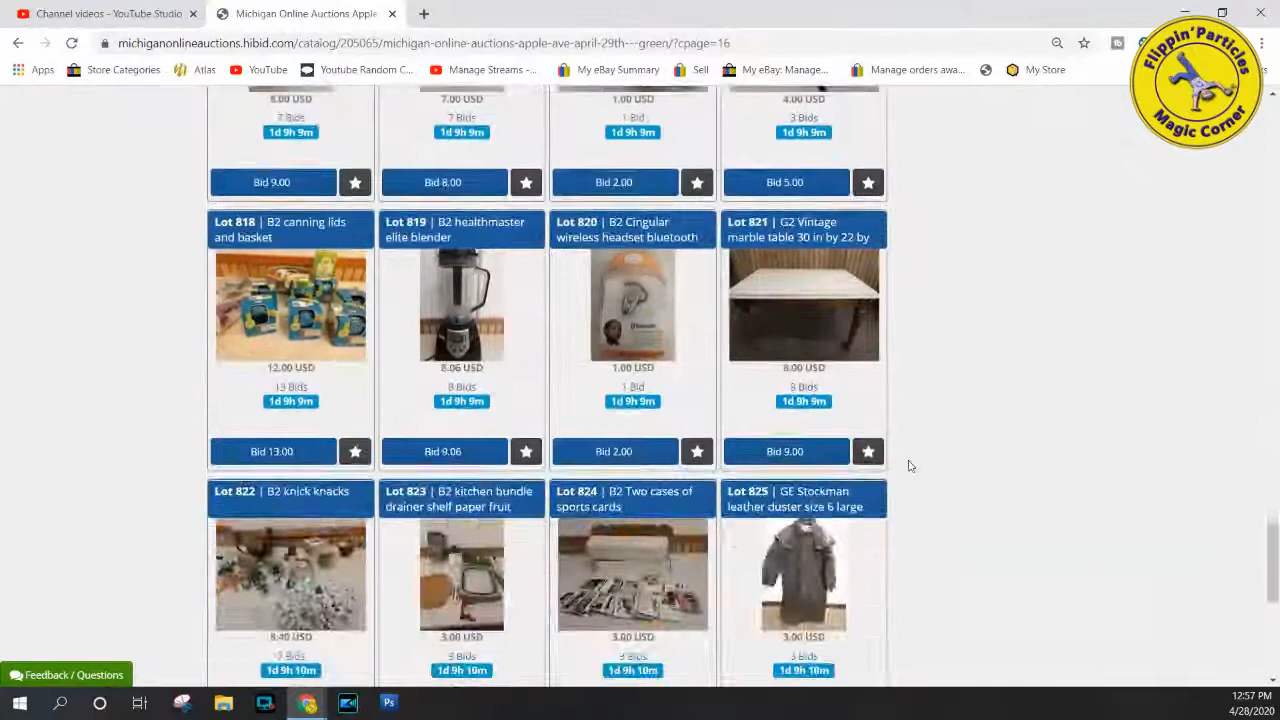 Channel videos - YouTube Studio
Michigan Online Auctions Apple
michiganonlineauctions.hibid.com/catalog/205065/michigan-online-auctions-apple-ave-april-29th---green/?cpage=16
Apps
Store Categories
Atlas
YouTube
Youtube Random C...
Manage Streams -...
My eBay Summary
Sell
My eBay: Manage...
Manage orders awa...
My Store
Flippin' Particles
Magic Corner
8.00 USD
7.00 USD
1.00 USD
4.00 USD
7 Bids
7 Bids
1 Bid
3 Bids
1d 9h 9m
1d 9h 9m
1d 9h 9m
1d 9h 9m
Bid 9.00
Bid 8.00
Bid 2.00
Bid 5.00
Lot 818 | B2 canning lids
and basket
Lot 819 | B2 healthmaster
elite blender
Lot 820 | B2 Cingular
wireless headset bluetooth
Lot 821 | G2 Vintage
marble table 30 in by 22 by
12.00 USD
8.06 USD
1.00 USD
8.00 USD
13 Bids
8 Bids
1 Bid
8 Bids
1d 9h 9m
1d 9h 9m
1d 9h 9m
1d 9h 9m
Bid 13.00
Bid 9.06
Bid 2.00
Bid 9.00
Lot 822 | B2 knick knacks
Lot 823 | B2 kitchen bundle
drainer shelf paper fruit
Lot 824 | B2 Two cases of
sports cards
Lot 825 | GE Stockman
leather duster size 6 large
8.40 USD
3.00 USD
3.00 USD
3.00 USD
Bids
3 Bids
3 Bids
3 Bids
1d 9h 10m
1d 9h 10m
1d 9h 10m
1d 9h 10m
Feedback / Questions
12:57 PM
4/28/2020